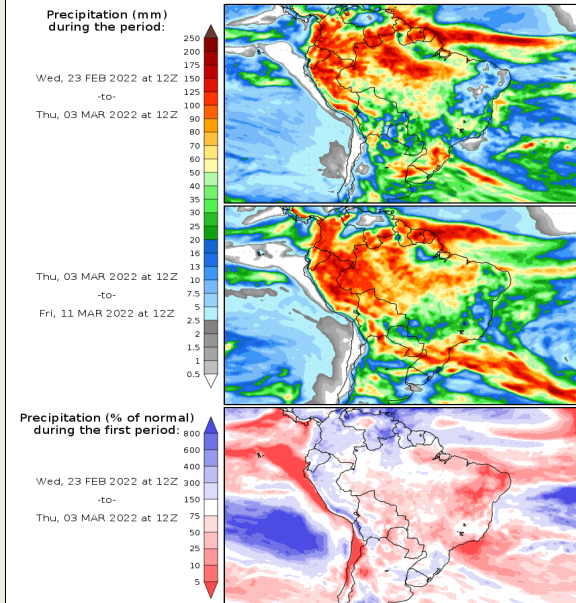 Precipitation (mm)
during the period:
Wed, 23 FEB 2022 at 12Z
-to-
Thu, 03 MAR 2022 at 12Z
250
200
175
150
125
100
90
80
70
60
50
40
35
30
25
20
16
13
10
7.5
5
2.5
2
1.5
1
0.5
Thu, 03 MAR 2022 at 12Z
-to-
Fri, 11 MAR 2022 at 12Z
Precipitation (% of normal)
during the first period:
Wed, 23 FEB 2022 at 12Z
-to-
Thu, 03 MAR 2022 at 12Z
800
600
400
300
150
75
50
25
10
5